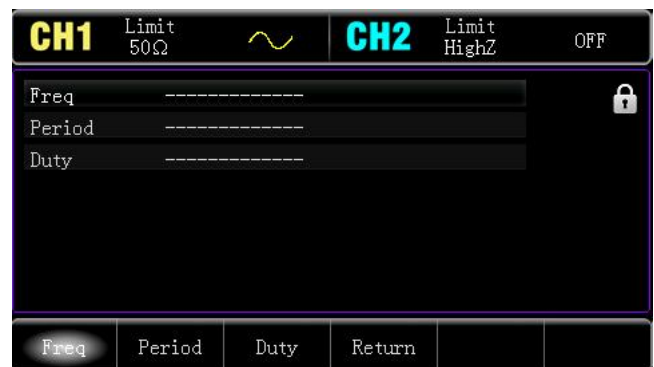 CH1 Limit 50Ω CH2 Limit HighZ OFF
Freq -------------
Period -------------
Duty -------------
Freq Period Duty Return